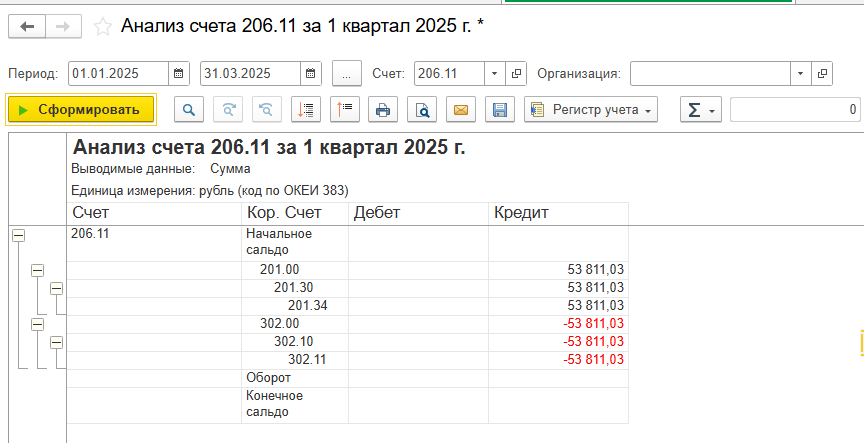 Анализ счета 206.11 за 1 квартал 2025 г. *
Период: 01.01.2025 31.03.2025 ... Счет: 206.11 Организация:
Сформировать Регистр учета Σ 0
Анализ счета 206.11 за 1 квартал 2025 г.
Выводимые данные: Сумма
Единица измерения: рубль (код по ОКЕИ 383)
Счет Кор. Счет Дебет Кредит
206.11 Начальное
сальдо
201.00 53 811,03
201.30 53 811,03
201.34 53 811,03
302.00 -53 811,03
302.10 -53 811,03
302.11 -53 811,03
Оборот
Конечное
сальдо